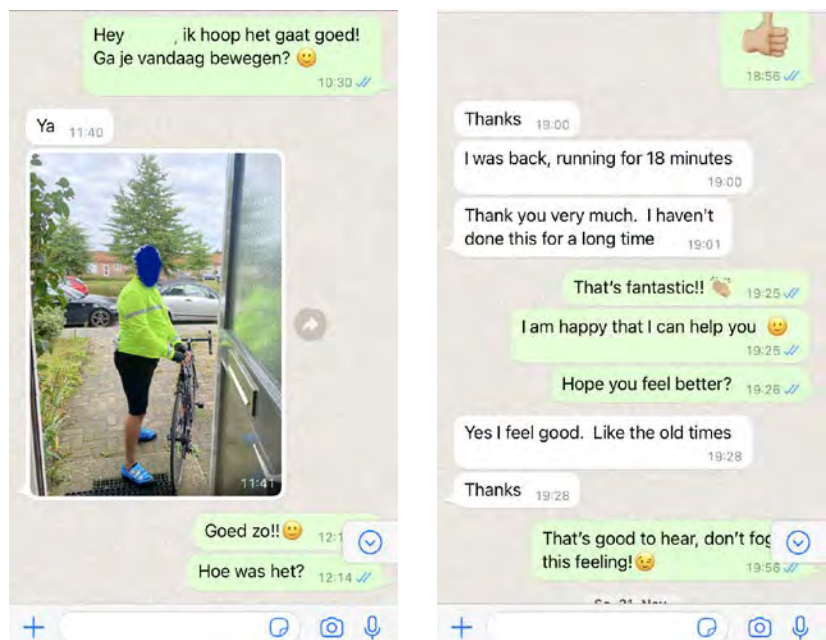 Hey , ik hoop het gaat goed!
Ga je vandaag bewegen? 🙂
10:30
Ya 11:40
11:41
Goed zo!! 🙂
Hoe was het? 12:14
18:56
Thanks 19:00
I was back, running for 18 minutes
19:00
Thank you very much. I haven't
done this for a long time 19:01
That's fantastic!! 👏🏼 19:25
I am happy that I can help you 🙂
19:25
Hope you feel better? 19:26
Yes I feel good. Like the old times
19:28
Thanks 19:28
That's good to hear, don't
this feeling! 😉 19:56